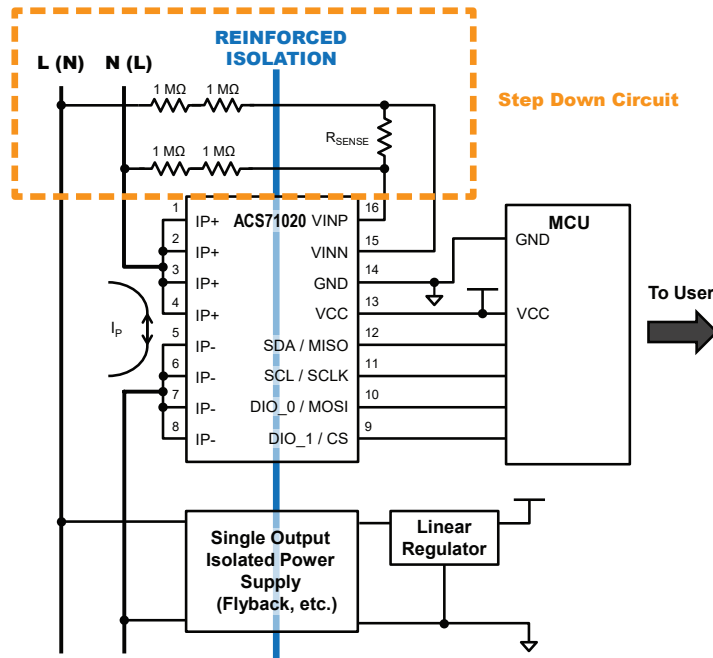 REINFORCED
ISOLATION
L (N) N (L)
1 MΩ 1 MΩ
Step Down Circuit
R_SENSE
1 MΩ 1 MΩ
1 IP+ ACS71020 VINP 16
2 IP+ VINN 15
3 IP+ GND 14
4 IP+ VCC 13
5 IP- SDA / MISO 12
6 IP- SCL / SCLK 11
7 IP- DIO_0 / MOSI 10
8 IP- DIO_1 / CS 9
I_P
MCU
GND
VCC
To User
Single Output
Isolated Power
Supply
(Flyback, etc.)
Linear
Regulator